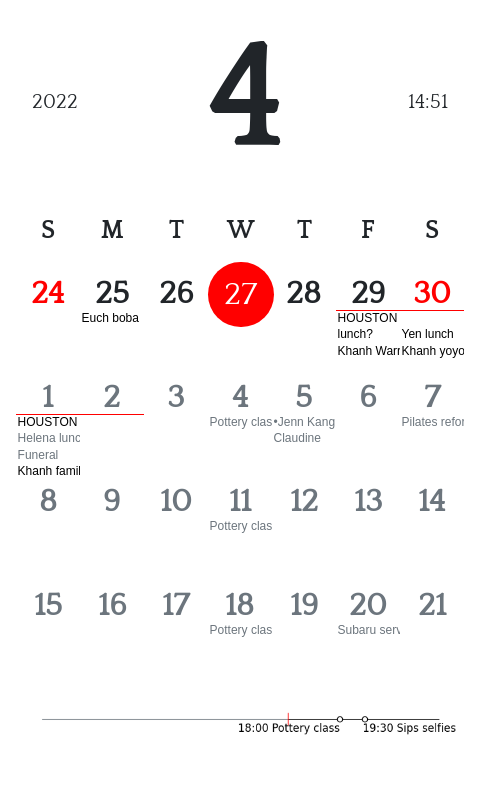 4
2022 14:51
S M T W T F S
24 25 26 27 28 29 30
Euch boba HOUSTON
lunch? Yen lunch
Khanh Warr Khanh yoyo
1 2 3 4 5 6 7
HOUSTON Pottery clas •Jenn Kang Pilates refor
Helena lunc Claudine
Funeral
Khanh famil
8 9 10 11 12 13 14
Pottery clas
15 16 17 18 19 20 21
Pottery clas Subaru serv
18:00 Pottery class 19:30 Sips selfies